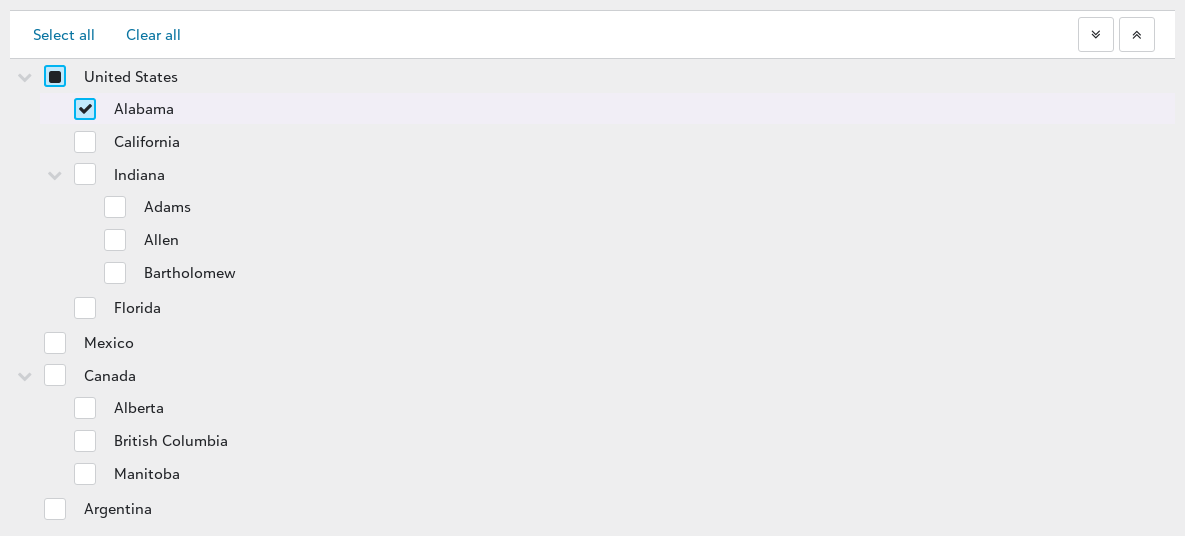 Select all Clear all
United States
Alabama
California
Indiana
Adams
Allen
Bartholomew
Florida
Mexico
Canada
Alberta
British Columbia
Manitoba
Argentina